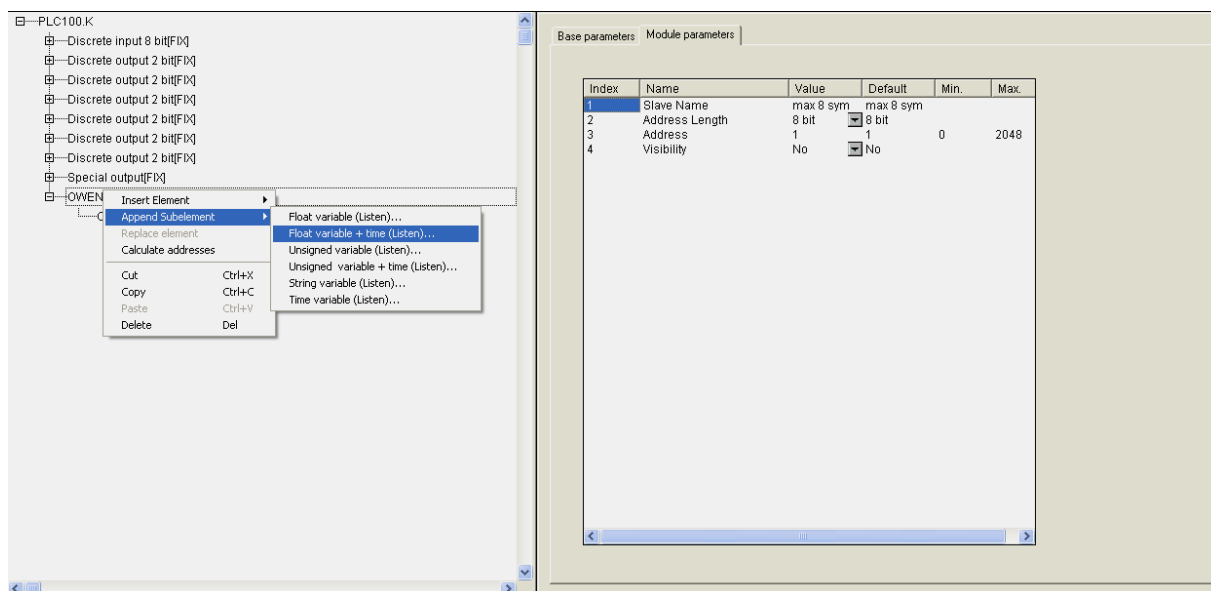 PLC100.K
Discrete input 8 bit[FIX]
Discrete output 2 bit[FIX]
Discrete output 2 bit[FIX]
Discrete output 2 bit[FIX]
Discrete output 2 bit[FIX]
Discrete output 2 bit[FIX]
Discrete output 2 bit[FIX]
Special output[FIX]
OWEN
Insert Element
Append Subelement
Replace element
Calculate addresses
Cut Ctrl+X
Copy Ctrl+C
Paste Ctrl+V
Delete Del
Float variable (Listen)...
Float variable + time (Listen)...
Unsigned variable (Listen)...
Unsigned variable + time (Listen)...
String variable (Listen)...
Time variable (Listen)...
Base parameters Module parameters
Index Name Value Default Min. Max.
1 Slave Name max 8 sym max 8 sym
2 Address Length 8 bit 8 bit
3 Address 1 1 0 2048
4 Visibility No No